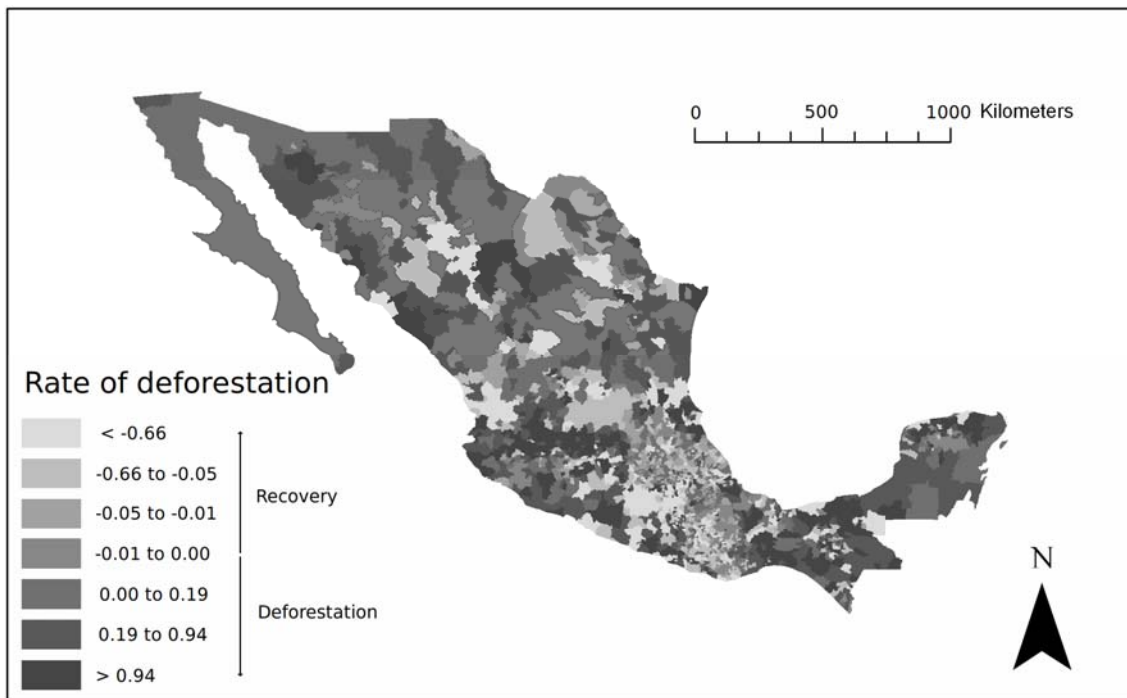 0 500 1000 Kilometers
Rate of deforestation
< -0.66
-0.66 to -0.05
Recovery
-0.05 to -0.01
-0.01 to 0.00
0.00 to 0.19
Deforestation
0.19 to 0.94
> 0.94
N